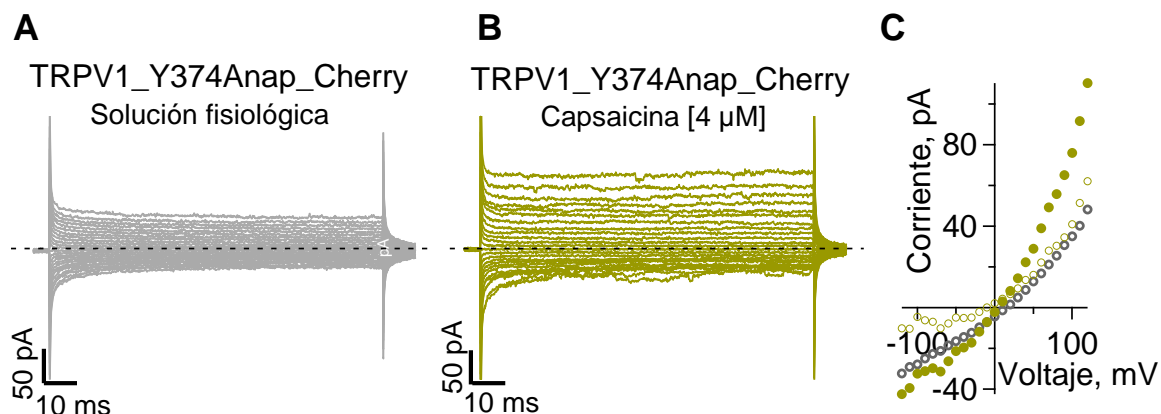 A
TRPV1_Y374Anap_Cherry
Solución fisiológica
pA
50 pA
10 ms
B
TRPV1_Y374Anap_Cherry
Capsaicina [4 µM]
50 pA
10 ms
C
Corriente, pA
80
40
-100
100
Voltaje, mV
-40